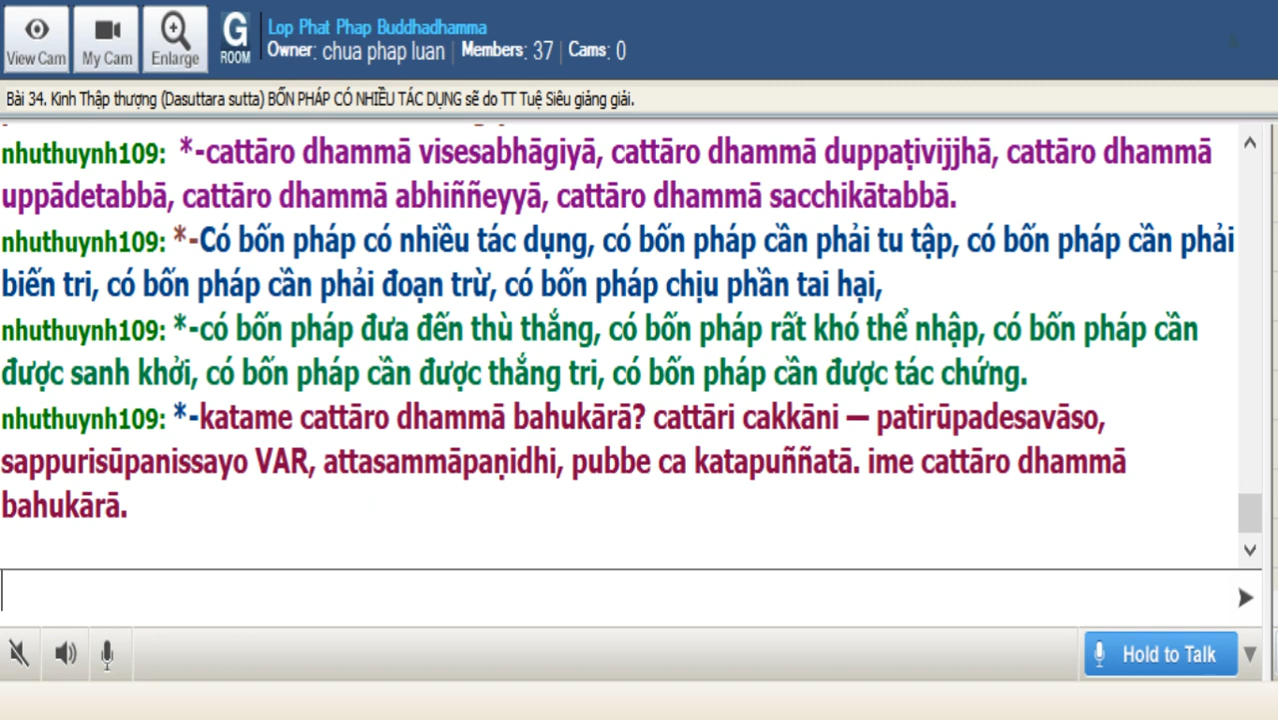 View Cam
My Cam
Enlarge
G
ROOM
Lop Phat Phap Buddhadhamma
Owner: chua phap luan | Members: 37 | Cams: 0
Bài 34. Kinh Thập thượng (Dasuttara sutta) BỐN PHÁP CÓ NHIỀU TÁC DỤNG sẽ do TT Tuệ Siêu giảng giải.
nhuthuynh109: *-cattāro dhammā visesabhāgiyā, cattāro dhammā duppaṭivijjhā, cattāro dhammā
uppādetabbā, cattāro dhammā abhiññeyyā, cattāro dhammā sacchikātabbā.
nhuthuynh109: *-Có bốn pháp có nhiều tác dụng, có bốn pháp cần phải tu tập, có bốn pháp cần phải
biến tri, có bốn pháp cần phải đoạn trừ, có bốn pháp chịu phần tai hại,
nhuthuynh109: *-có bốn pháp đưa đến thù thắng, có bốn pháp rất khó thể nhập, có bốn pháp cần
được sanh khởi, có bốn pháp cần được thắng tri, có bốn pháp cần được tác chứng.
nhuthuynh109: *-katame cattāro dhammā bahukārā? cattāri cakkāni — patirūpadesavāso,
sappurisūpanissayo VAR, attasammāpaṇidhi, pubbe ca katapuññatā. ime cattāro dhammā
bahukārā.
Hold to Talk